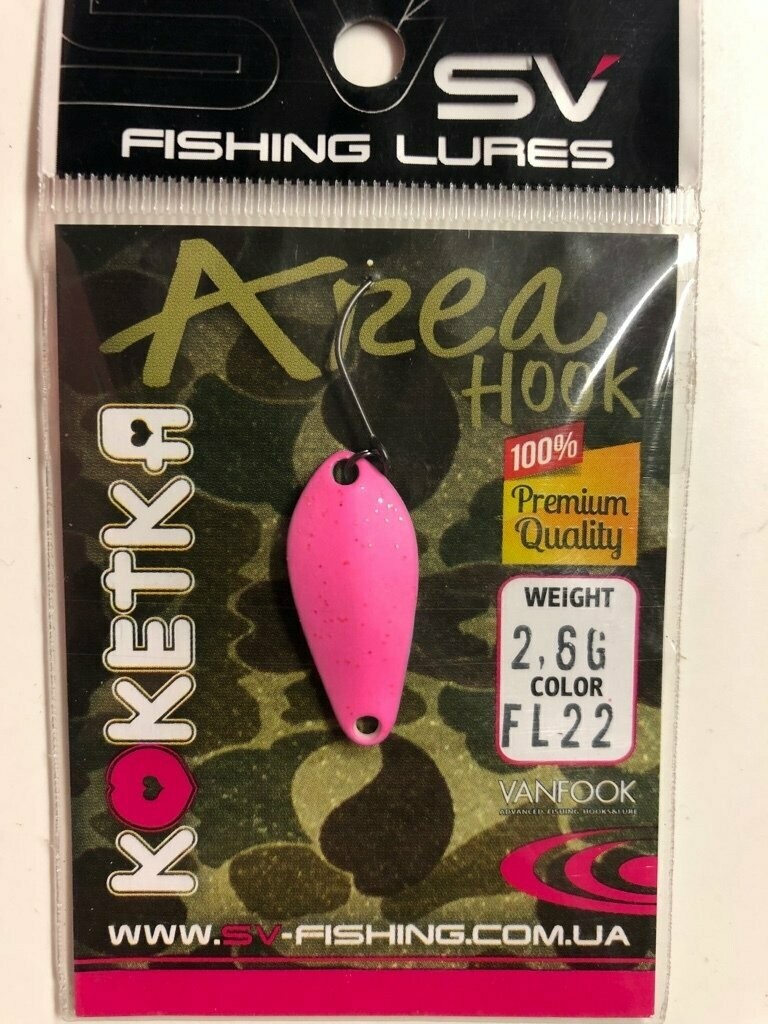 SV
FISHING LURES
Area
HOOK
KOKETKA
100%
Premium
Quality
WEIGHT
2,6G
COLOR
FL22
VANFOOK
ADVANCED FISHING HOOKS&LURE
WWW.SV-FISHING.COM.UA